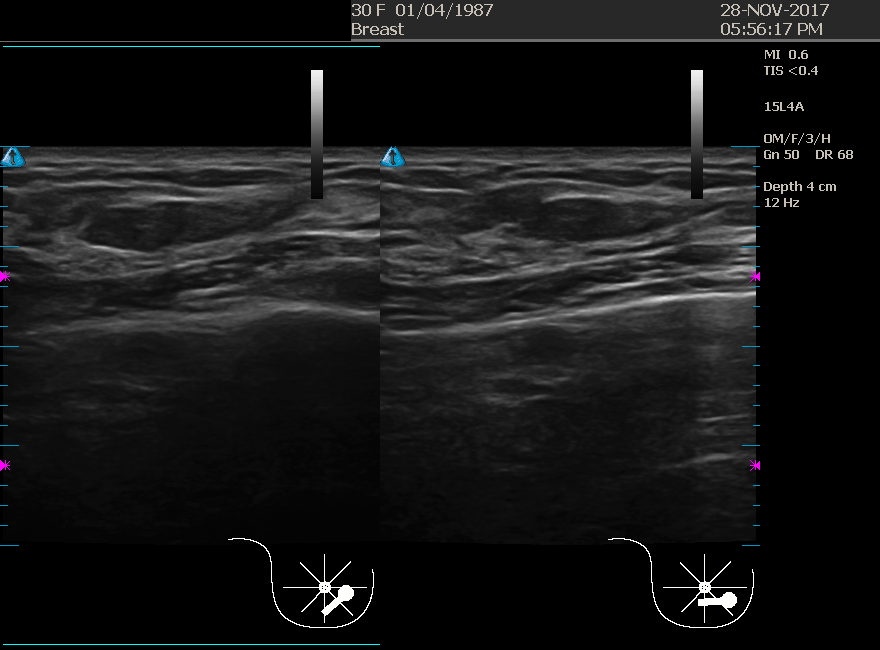 30 F 01/04/1987
28-NOV-2017
Breast
05:56:17 PM
MI 0.6
TIS <0.4
15L4A
OM/F/3/H
Gn 50 DR 68
Depth 4 cm
12 Hz